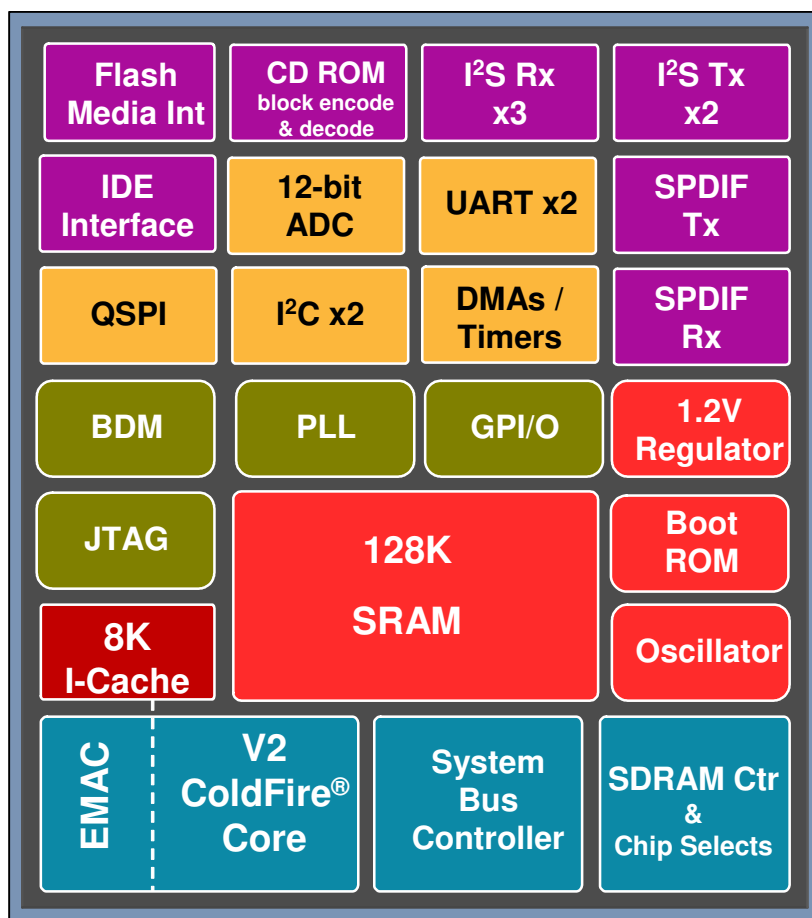 Flash
Media Int
CD ROM
block encode
& decode
I²S Rx
x3
I²S Tx
x2
IDE
Interface
12-bit
ADC
UART x2
SPDIF
Tx
QSPI
I²C x2
DMAs /
Timers
SPDIF
Rx
BDM
PLL
GPI/O
1.2V
Regulator
JTAG
128K
SRAM
Boot
ROM
8K
I-Cache
Oscillator
EMAC
V2
ColdFire®
Core
System
Bus
Controller
SDRAM Ctr
&
Chip Selects